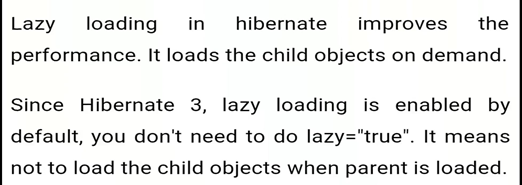 Lazy loading in hibernate improves the
performance. It loads the child objects on demand.
Since Hibernate 3, lazy loading is enabled by
default, you don't need to do lazy="true". It means
not to load the child objects when parent is loaded.